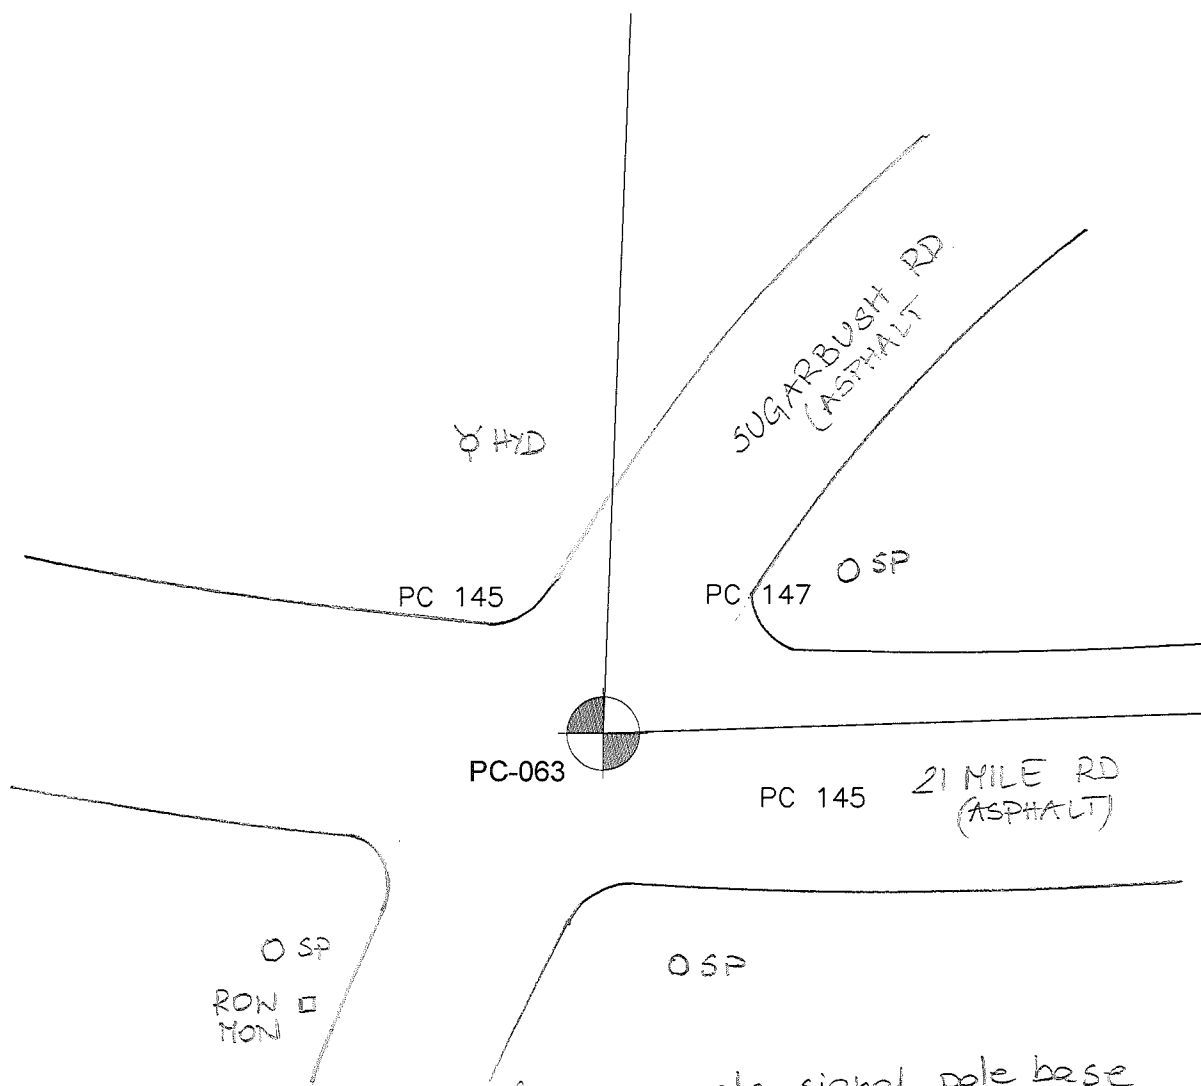 SUGARBUSH RD
(ASPHALT
HYD
SP
PC 145
PC 147
PC-063
PC 145
21 MILE RD
(ASPHALT)
SP
ROW
MON
SP
signal pole base